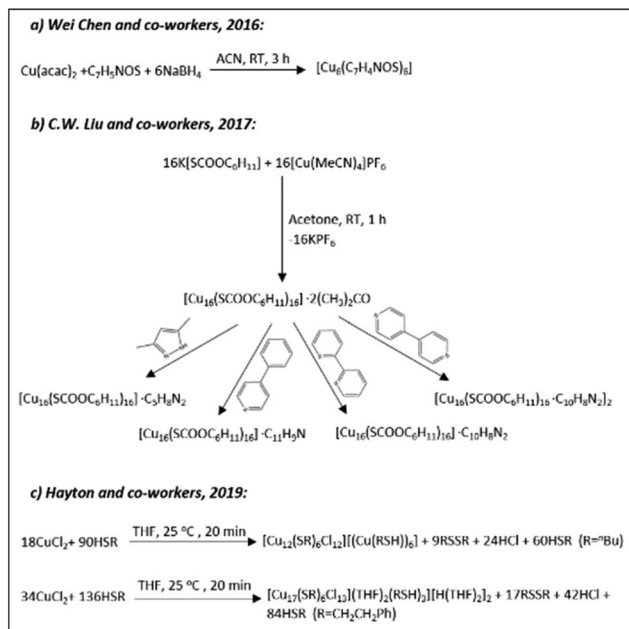 a) Wei Chen and co-workers, 2016:
Cu(acac)₂ +C₇H₅NOS + 6NaBH₄ ACN, RT, 3 h [Cu₆(C₇H₄NOS)₆]
b) C.W. Liu and co-workers, 2017:
16K[SCOOC₆H₁₁] + 16[Cu(MeCN)₄]PF₆
Acetone, RT, 1 h
-16KPF₆
[Cu₁₆(SCOOC₆H₁₁)₁₆]·2(CH₃)₂CO
[Cu₁₆(SCOOC₆H₁₁)₁₆]·C₅H₈N₂
[Cu₁₆(SCOOC₆H₁₁)₁₆·C₁₀H₈N₂]₂
[Cu₁₆(SCOOC₆H₁₁)₁₆]·C₁₁H₉N
[Cu₁₆(SCOOC₆H₁₁)₁₆]·C₁₀H₈N₂
c) Hayton and co-workers, 2019:
18CuCl₂+ 90HSR THF, 25 °C , 20 min [Cu₁₂(SR)₆Cl₁₂][(Cu(RSH))₆] + 9RSSR + 24HCl + 60HSR (R=ⁿBu)
34CuCl₂+ 136HSR THF, 25 °C , 20 min [Cu₁₇(SR)₆Cl₁₃](THF)₂(RSH)₃][H(THF)₂]₂ + 17RSSR + 42HCl +
84HSR (R=CH₂CH₂Ph)